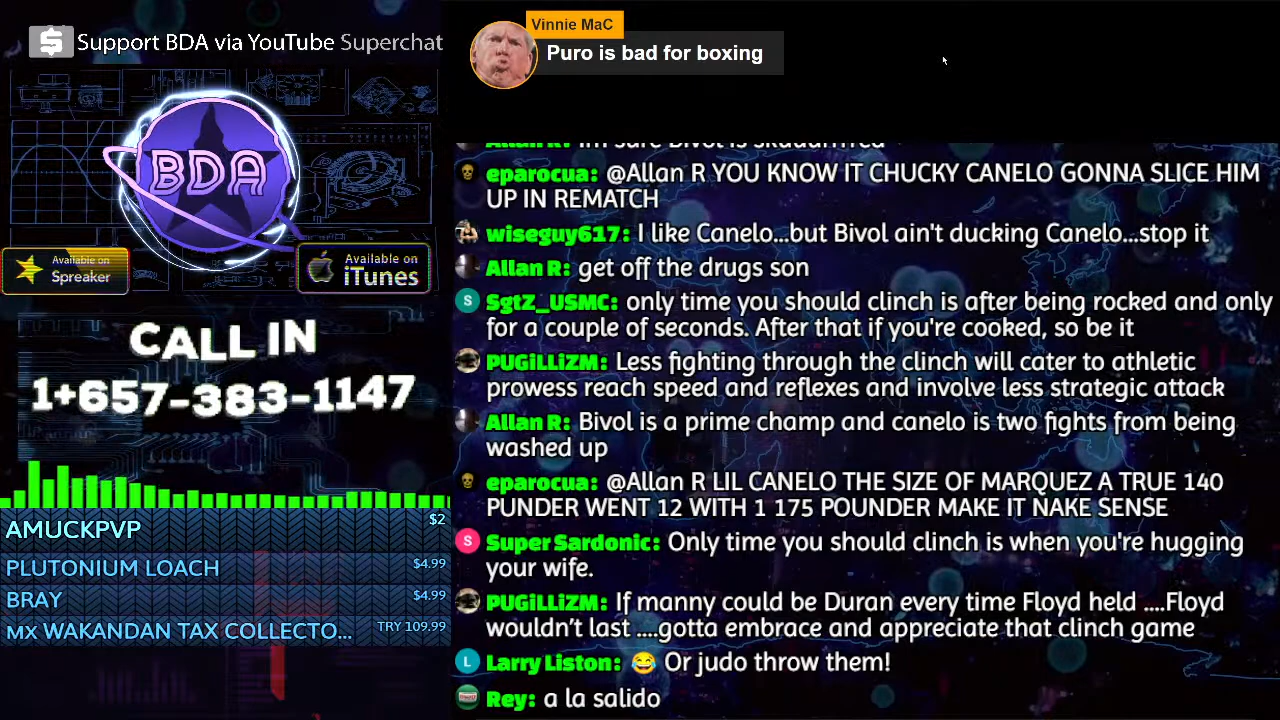 Support BDA via YouTube Superchat
BDA
Available on
Spreaker
Available on
iTunes
CALL IN
1+657-383-1147
AMUCKPVP $2
PLUTONIUM LOACH $4.99
BRAY $4.99
MX WAKANDAN TAX COLLECTO... TRY 109.99
Vinnie MaC
Puro is bad for boxing
Allan R: Im sure Bivol is skaddrrred
eparocua: @Allan R YOU KNOW IT CHUCKY CANELO GONNA SLICE HIM
UP IN REMATCH
wiseguy617: I like Canelo...but Bivol ain't ducking Canelo...stop it
Allan R: get off the drugs son
SgtZ_USMC: only time you should clinch is after being rocked and only
for a couple of seconds. After that if you're cooked, so be it
PUGiLLiZM: Less fighting through the clinch will cater to athletic
prowess reach speed and reflexes and involve less strategic attack
Allan R: Bivol is a prime champ and canelo is two fights from being
washed up
eparocua: @Allan R LIL CANELO THE SIZE OF MARQUEZ A TRUE 140
PUNDER WENT 12 WITH 1 175 POUNDER MAKE IT NAKE SENSE
Super Sardonic: Only time you should clinch is when you're hugging
your wife.
PUGiLLiZM: If manny could be Duran every time Floyd held ....Floyd
wouldn't last ....gotta embrace and appreciate that clinch game
Larry Liston: 😂 Or judo throw them!
Rey: a la salido